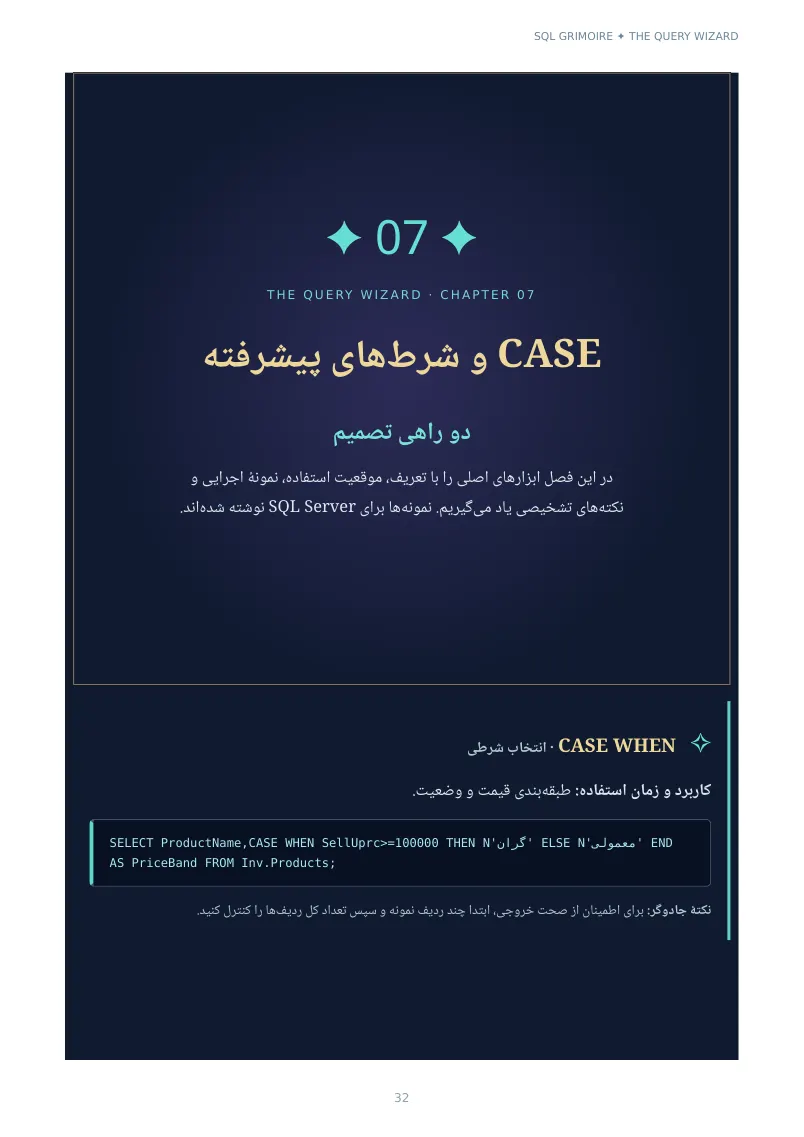 SQL GRIMOIRE ✦ THE QUERY WIZARD
✦ 07 ✦
THE QUERY WIZARD · CHAPTER 07
CASE و شرط‌های پیشرفته
دو راهی تصمیم
در این فصل ابزارهای اصلی را با تعریف، موقعیت استفاده، نمونهٔ اجرایی و
نکته‌های تشخیصی یاد می‌گیریم. نمونه‌ها برای SQL Server نوشته شده‌اند.
✧ CASE WHEN · انتخاب شرطی
کاربرد و زمان استفاده: طبقه‌بندی قیمت و وضعیت.
SELECT ProductName,CASE WHEN SellUprc>=100000 THEN N'گران' ELSE N'معمولی' END
AS PriceBand FROM Inv.Products;
نکتهٔ جادوگر: برای اطمینان از صحت خروجی، ابتدا چند ردیف نمونه و سپس تعداد کل ردیف‌ها را کنترل کنید.
32